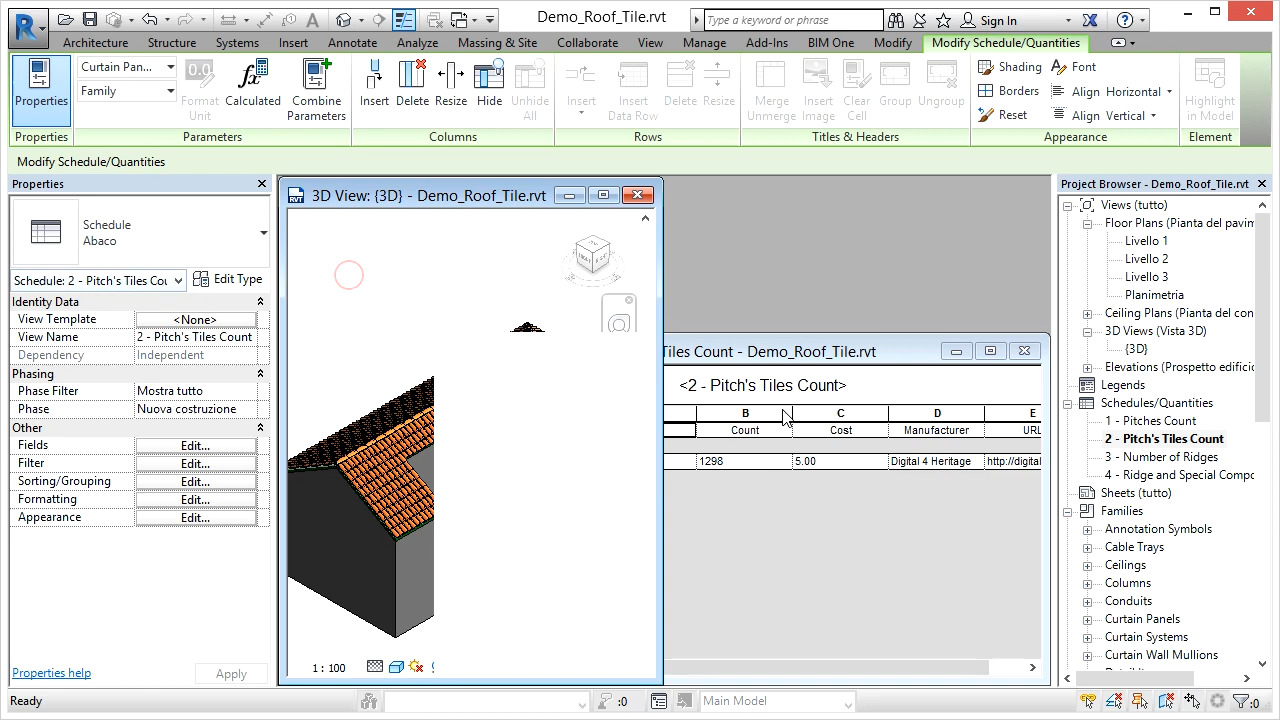 Demo_Roof_Tile.rvt
Type a keyword or phrase
Sign In
Architecture Structure Systems Insert Annotate Analyze Massing & Site Collaborate View Manage Add-Ins BIM One Modify Modify Schedule/Quantities
Properties
Curtain Pan...
Family
Format Unit
Calculated
Combine Parameters
Insert Delete Resize Hide Unhide All
Insert Insert Data Row Delete Resize
Merge Unmerge Insert Image Clear Cell Group Ungroup
Shading Font
Borders Align Horizontal
Reset Align Vertical
Highlight in Model
Properties Parameters Columns Rows Titles & Headers Appearance Element
Modify Schedule/Quantities
Properties
Schedule
Abaco
Schedule: 2 - Pitch's Tiles Cou
Edit Type
Identity Data
View Template <None>
View Name 2 - Pitch's Tiles Count
Dependency Independent
Phasing
Phase Filter Mostra tutto
Phase Nuova costruzione
Other
Fields Edit...
Filter Edit...
Sorting/Grouping Edit...
Formatting Edit...
Appearance Edit...
Properties help
Apply
3D View: {3D} - Demo_Roof_Tile.rvt
1 : 100
Tiles Count - Demo_Roof_Tile.rvt
<2 - Pitch's Tiles Count>
B C D E
Count Cost Manufacturer URL
1298 5.00 Digital 4 Heritage http://digital
Project Browser - Demo_Roof_Tile.rvt
Views (tutto)
Floor Plans (Pianta del pavim
Livello 1
Livello 2
Livello 3
Planimetria
Ceiling Plans (Pianta del con
3D Views (Vista 3D)
{3D}
Elevations (Prospetto edificio
Legends
Schedules/Quantities
1 - Pitches Count
2 - Pitch's Tiles Count
3 - Number of Ridges
4 - Ridge and Special Compo
Sheets (tutto)
Families
Annotation Symbols
Cable Trays
Ceilings
Columns
Conduits
Curtain Panels
Curtain Systems
Curtain Wall Mullions
Ready
:0
Main Model
:0